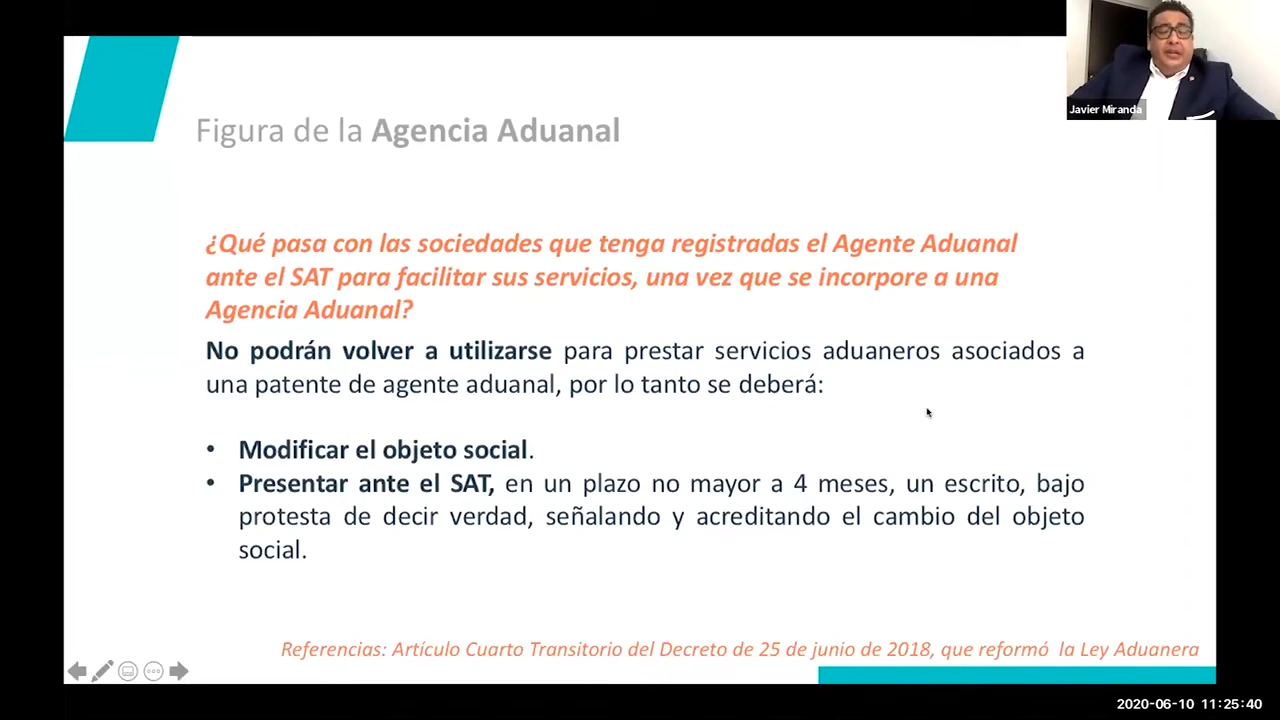 Javier Miranda
Figura de la Agencia Aduanal
¿Qué pasa con las sociedades que tenga registradas el Agente Aduanal
ante el SAT para facilitar sus servicios, una vez que se incorpore a una
Agencia Aduanal?
No podrán volver a utilizarse para prestar servicios aduaneros asociados a
una patente de agente aduanal, por lo tanto se deberá:
• Modificar el objeto social.
• Presentar ante el SAT, en un plazo no mayor a 4 meses, un escrito, bajo
protesta de decir verdad, señalando y acreditando el cambio del objeto
social.
Referencias: Artículo Cuarto Transitorio del Decreto de 25 de junio de 2018, que reformó la Ley Aduanera
2020-06-10 11:25:40